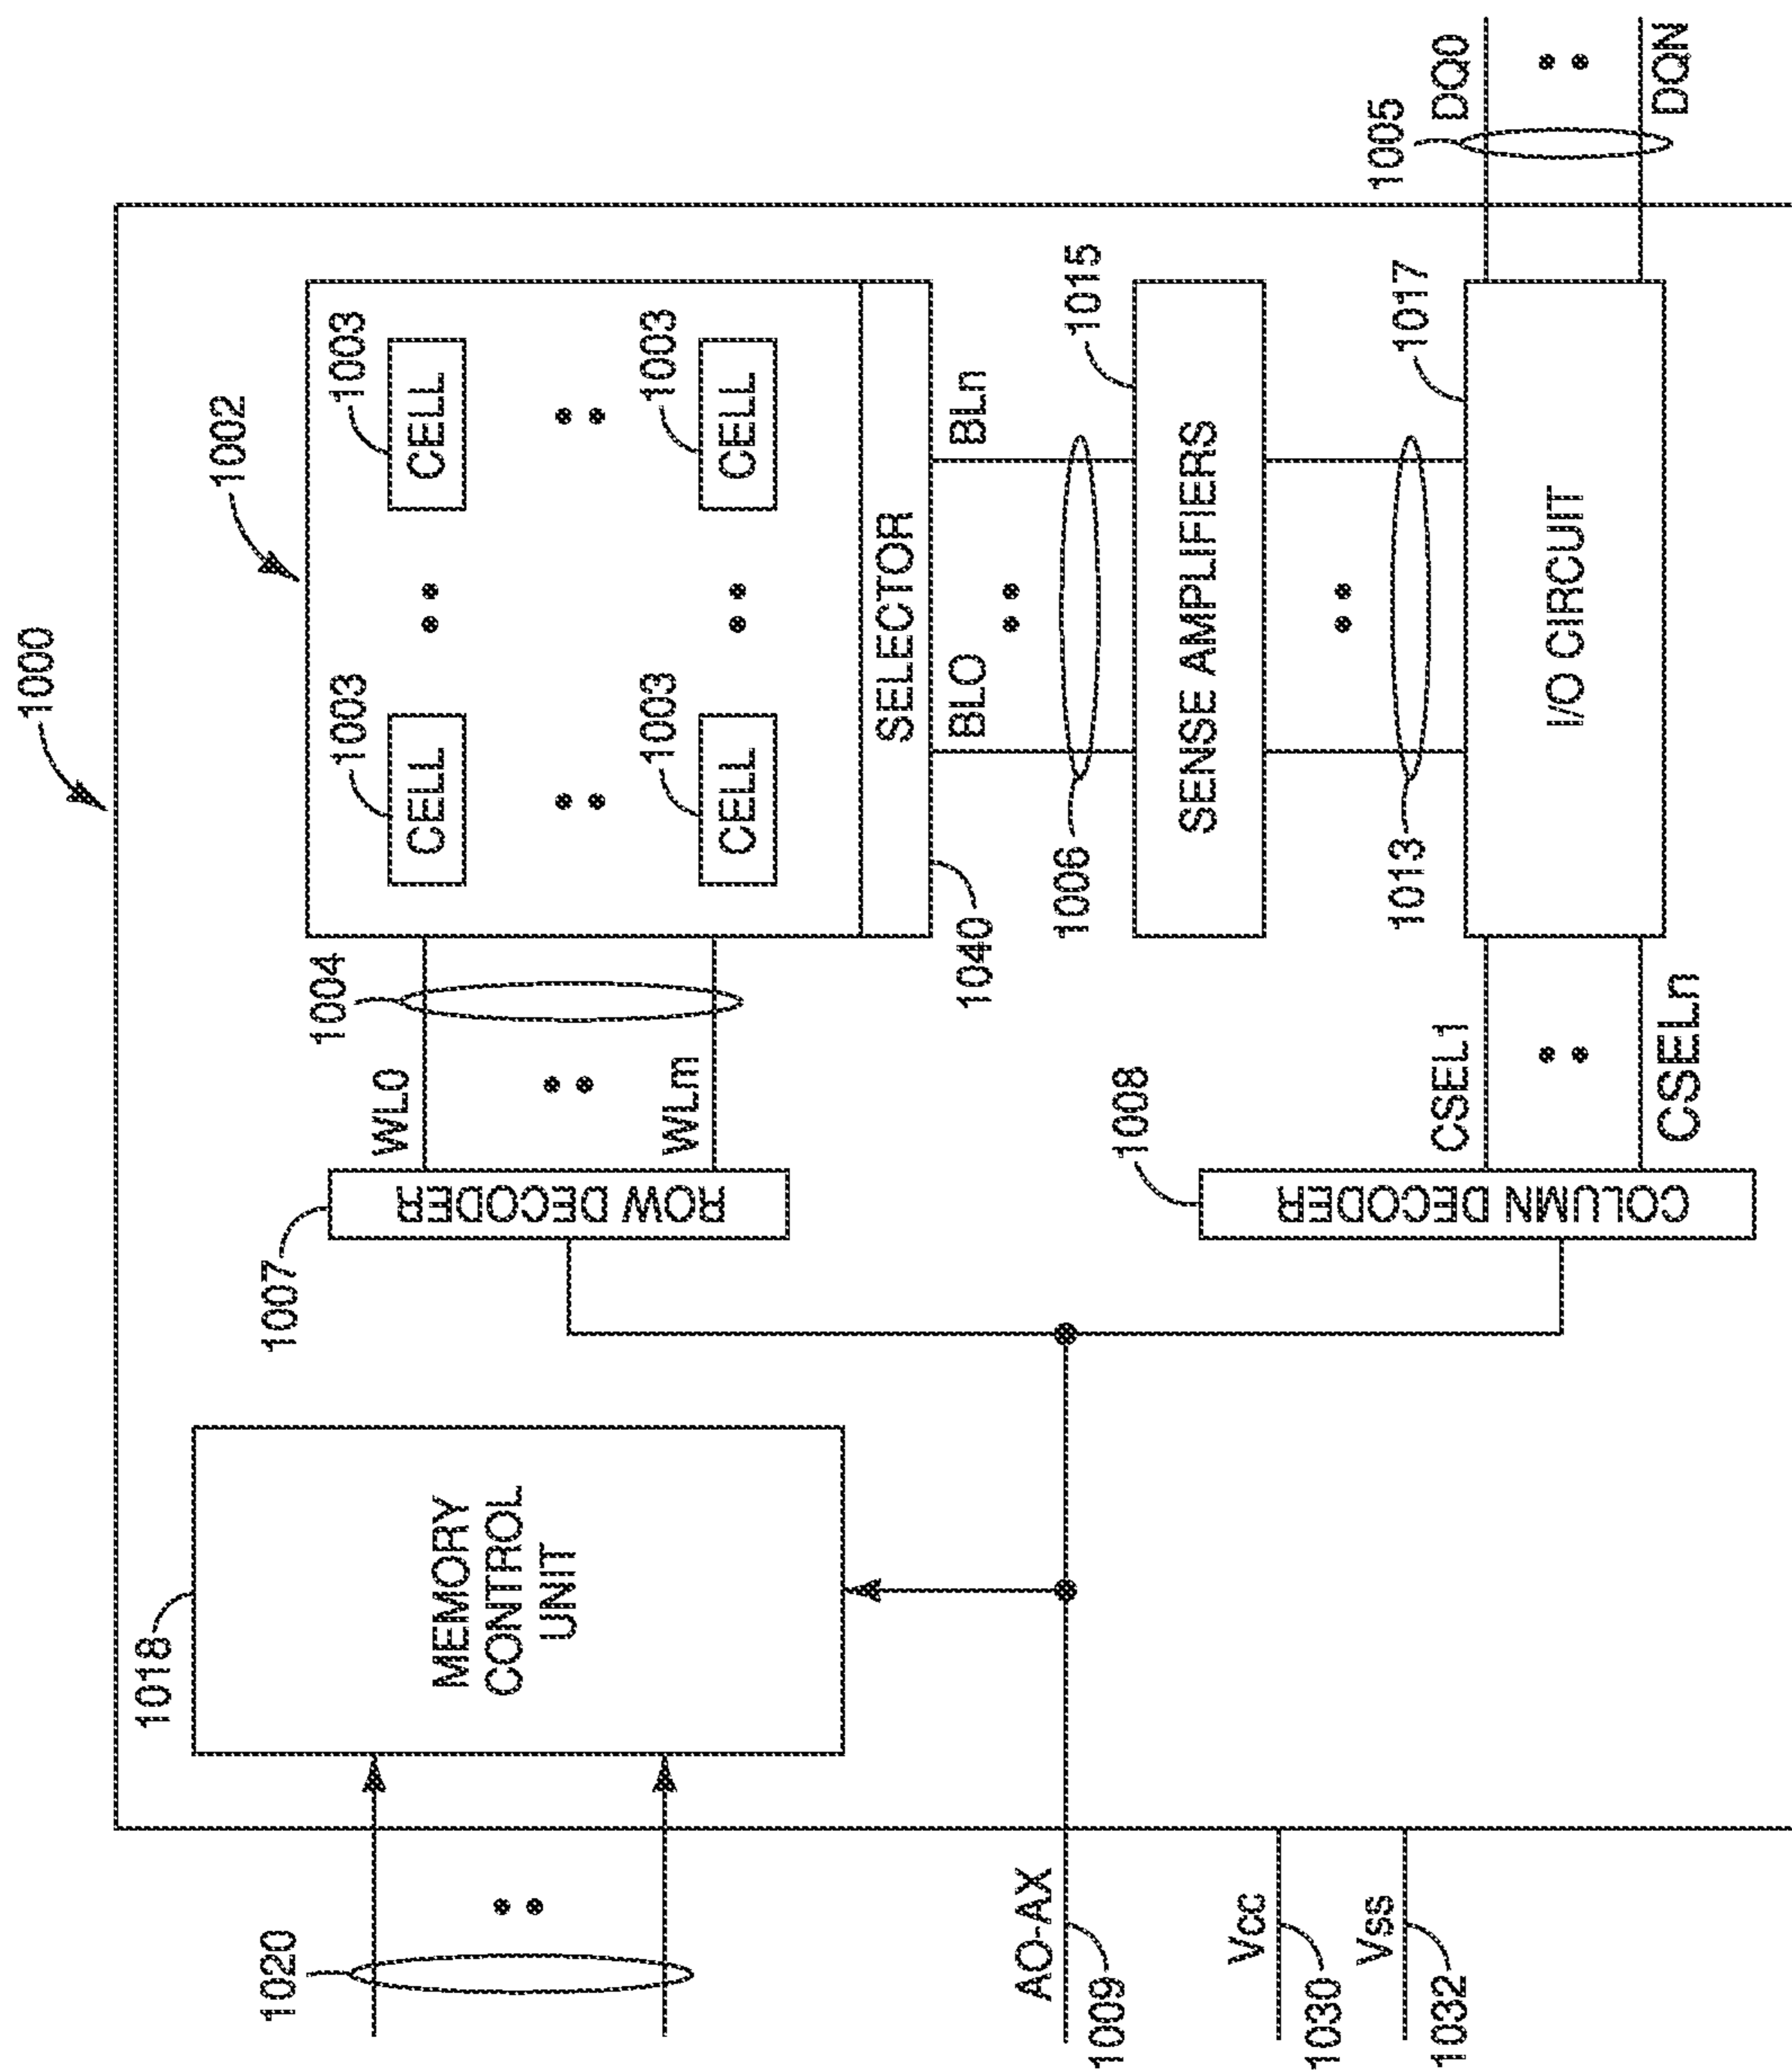 1000
1002
1020
1018
1007
1004
1003
1003
1003
1003
MEMORY
CONTROL
UNIT
ROW DECODER
WL0
WLm
CELL
CELL
CELL
CELL
SELECTOR
1040
BLO
BLn
1006
1015
SENSE AMPLIFIERS
1013
1017
AO-AX
1009
Vcc
1030
Vss
1032
1008
COLUMN DECODER
CSEL1
CSELn
I/O CIRCUIT
1005
DQ0
DQN